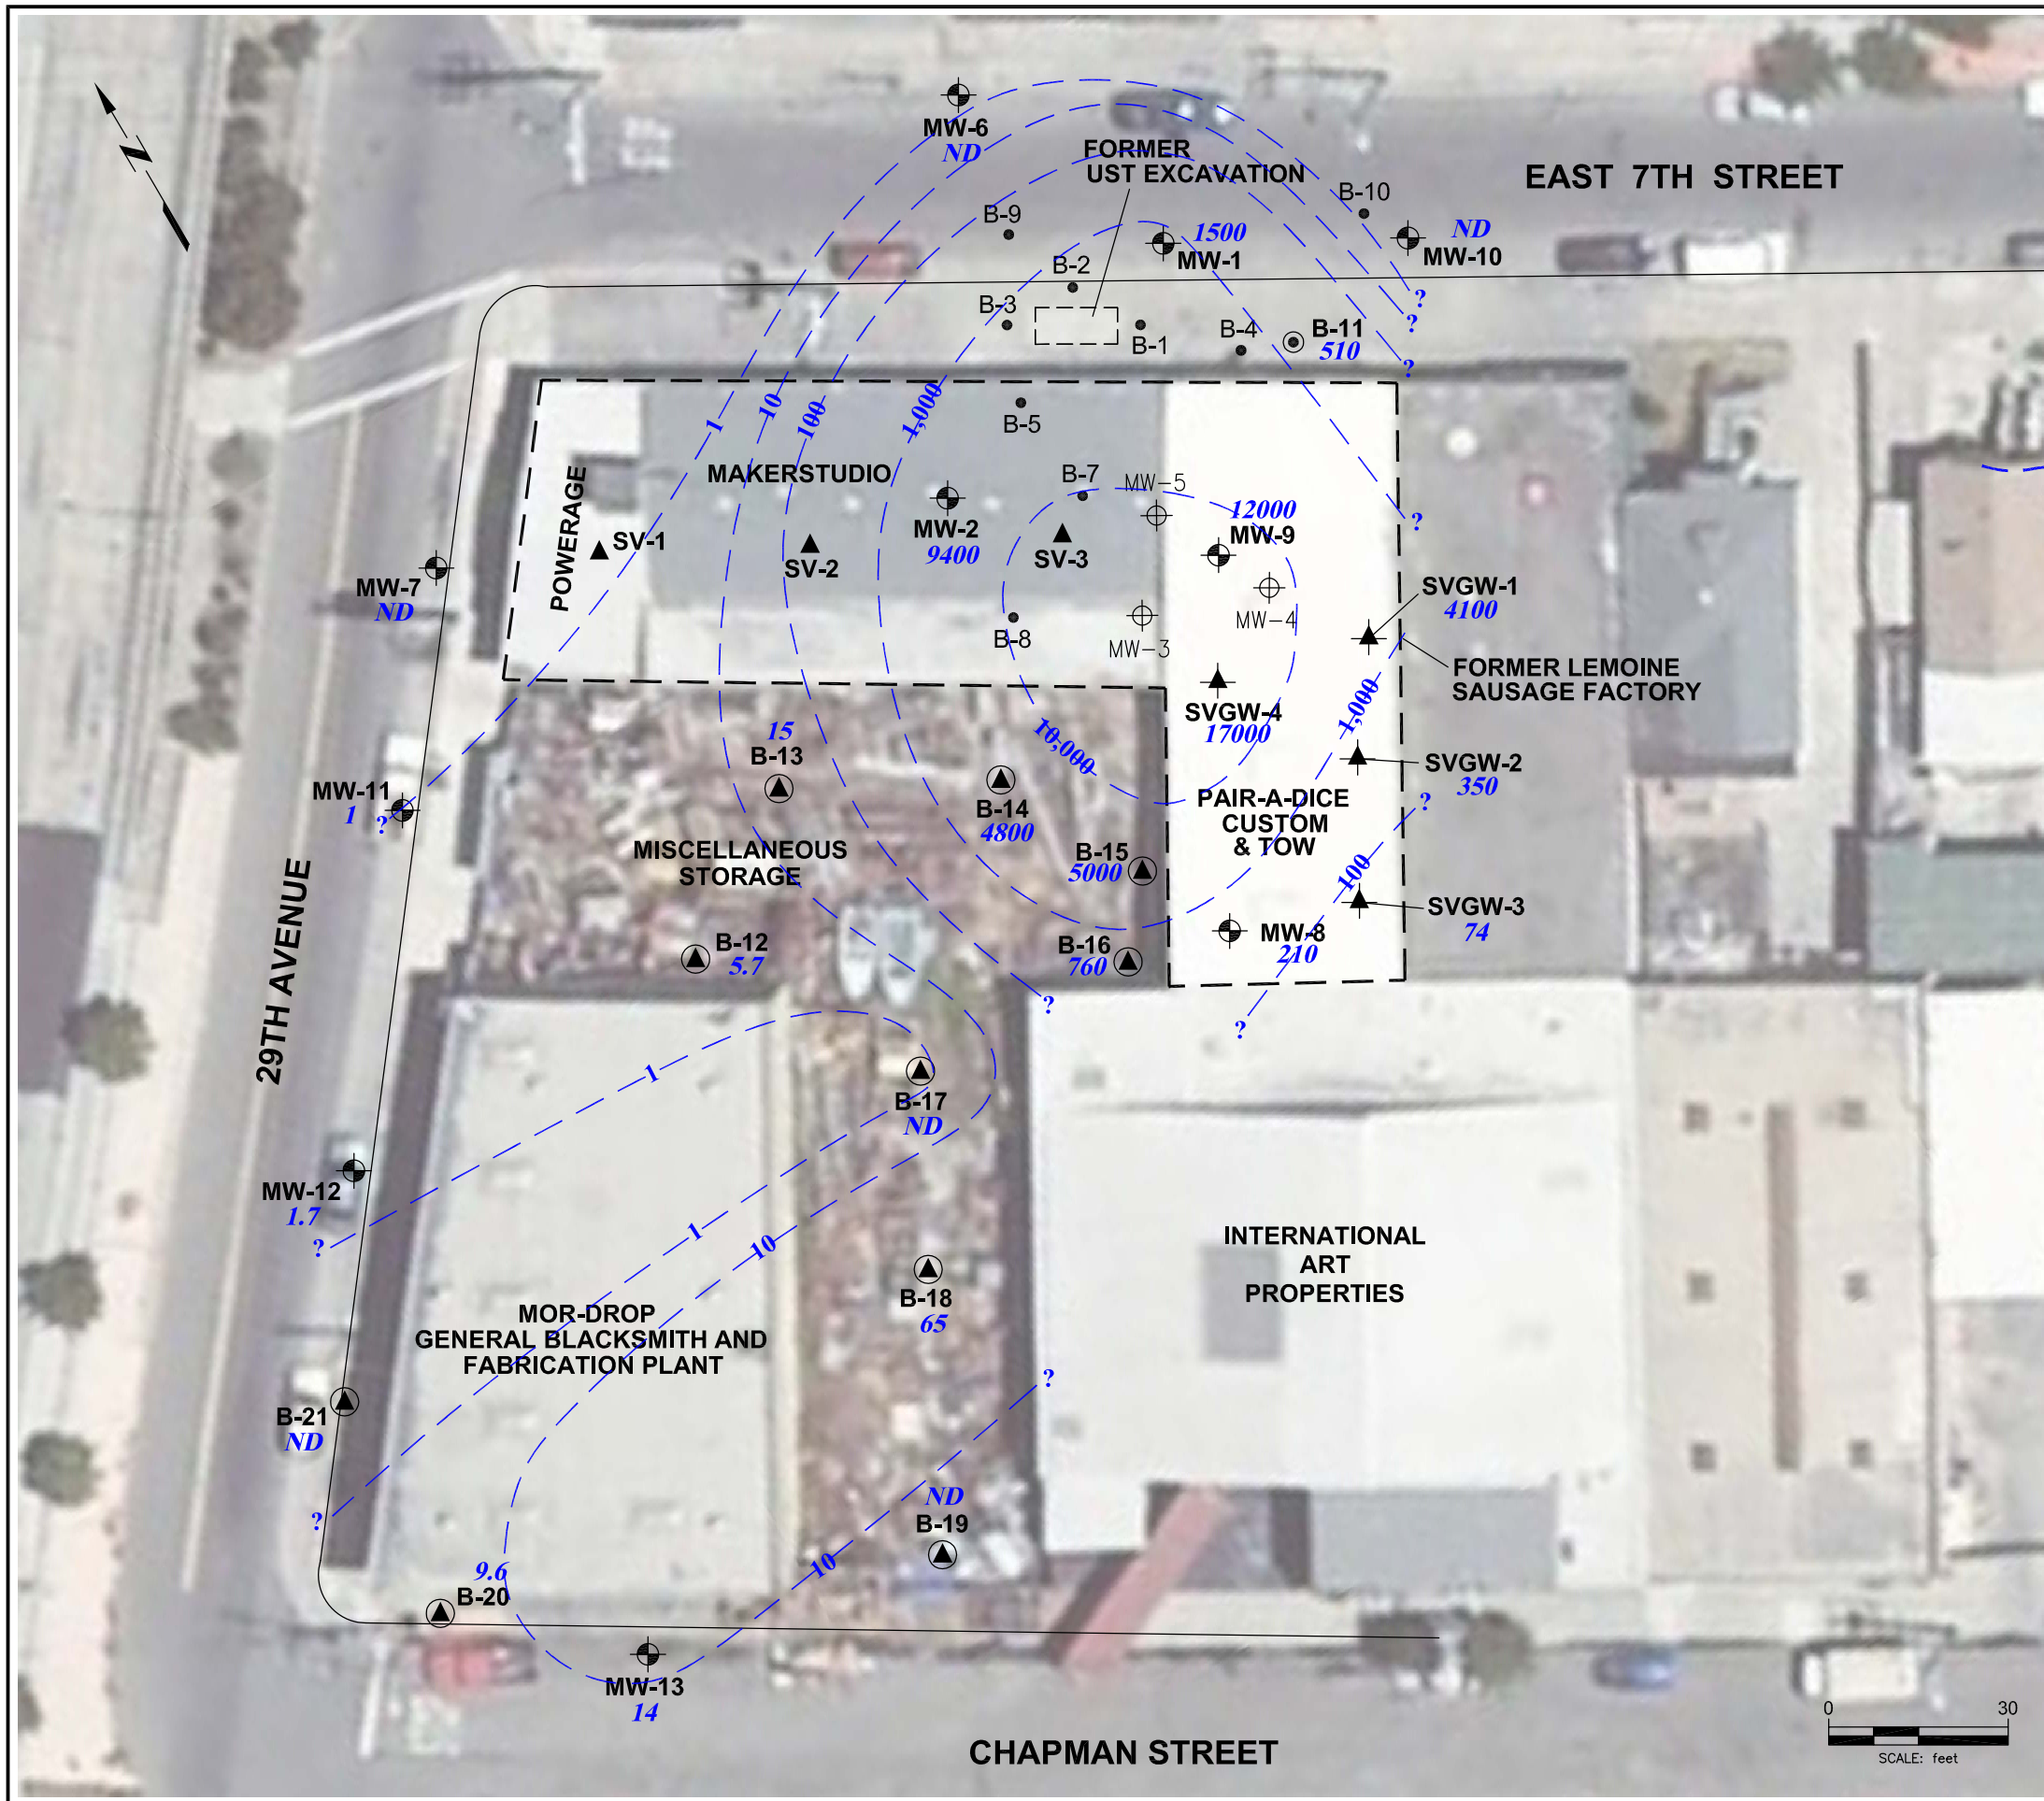 MW-6
ND
FORMER
UST EXCAVATION
EAST 7TH STREET
N
B-10
B-9
1500
MW-1
ND
MW-10
B-2
B-3
B-1
B-4
B-11
510
?
?
?
1
10
100
1,000
B-5
MAKERSTUDIO
POWERAGE
SV-1
SV-2
MW-2
9400
B-7
MW-5
SV-3
12000
MW-9
?
MW-7
ND
B-8
MW-3
MW-4
SVGW-1
4100
FORMER LEMOINE
SAUSAGE FACTORY
SVGW-4
17000
1,000
10,000
15
B-13
MW-11
1
?
B-14
4800
SVGW-2
350
PAIR-A-DICE
CUSTOM
& TOW
?
MISCELLANEOUS
STORAGE
B-15
5000
100
SVGW-3
74
B-12
5.7
B-16
760
MW-8
210
?
?
29TH AVENUE
1
B-17
ND
MW-12
1.7
?
1
10
INTERNATIONAL
ART
PROPERTIES
B-18
65
MOR-DROP
GENERAL BLACKSMITH AND
FABRICATION PLANT
?
B-21
ND
?
ND
B-19
9.6
B-20
10
MW-13
14
CHAPMAN STREET
0 30
SCALE: feet